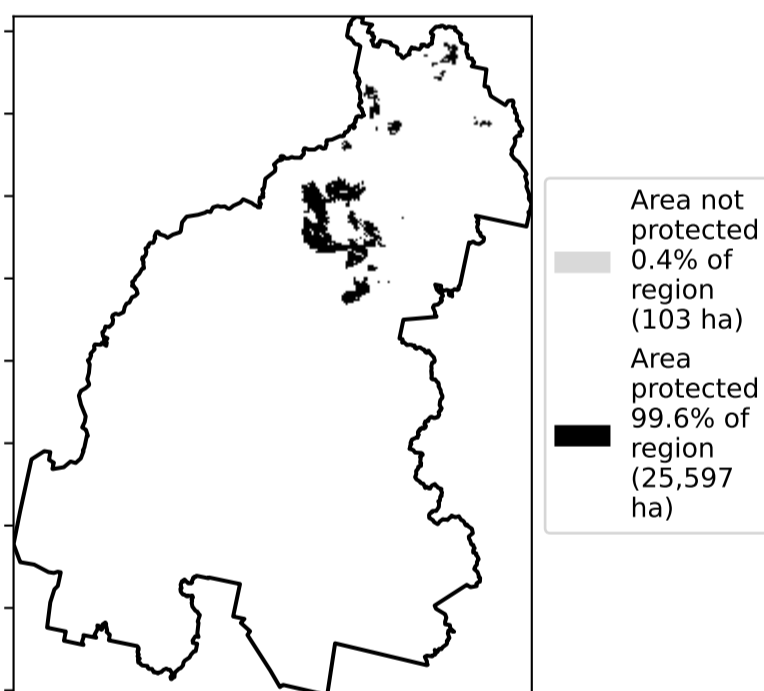 Area not
protected
0.4% of
region
(103 ha)
Area
protected
99.6% of
region
(25,597
ha)